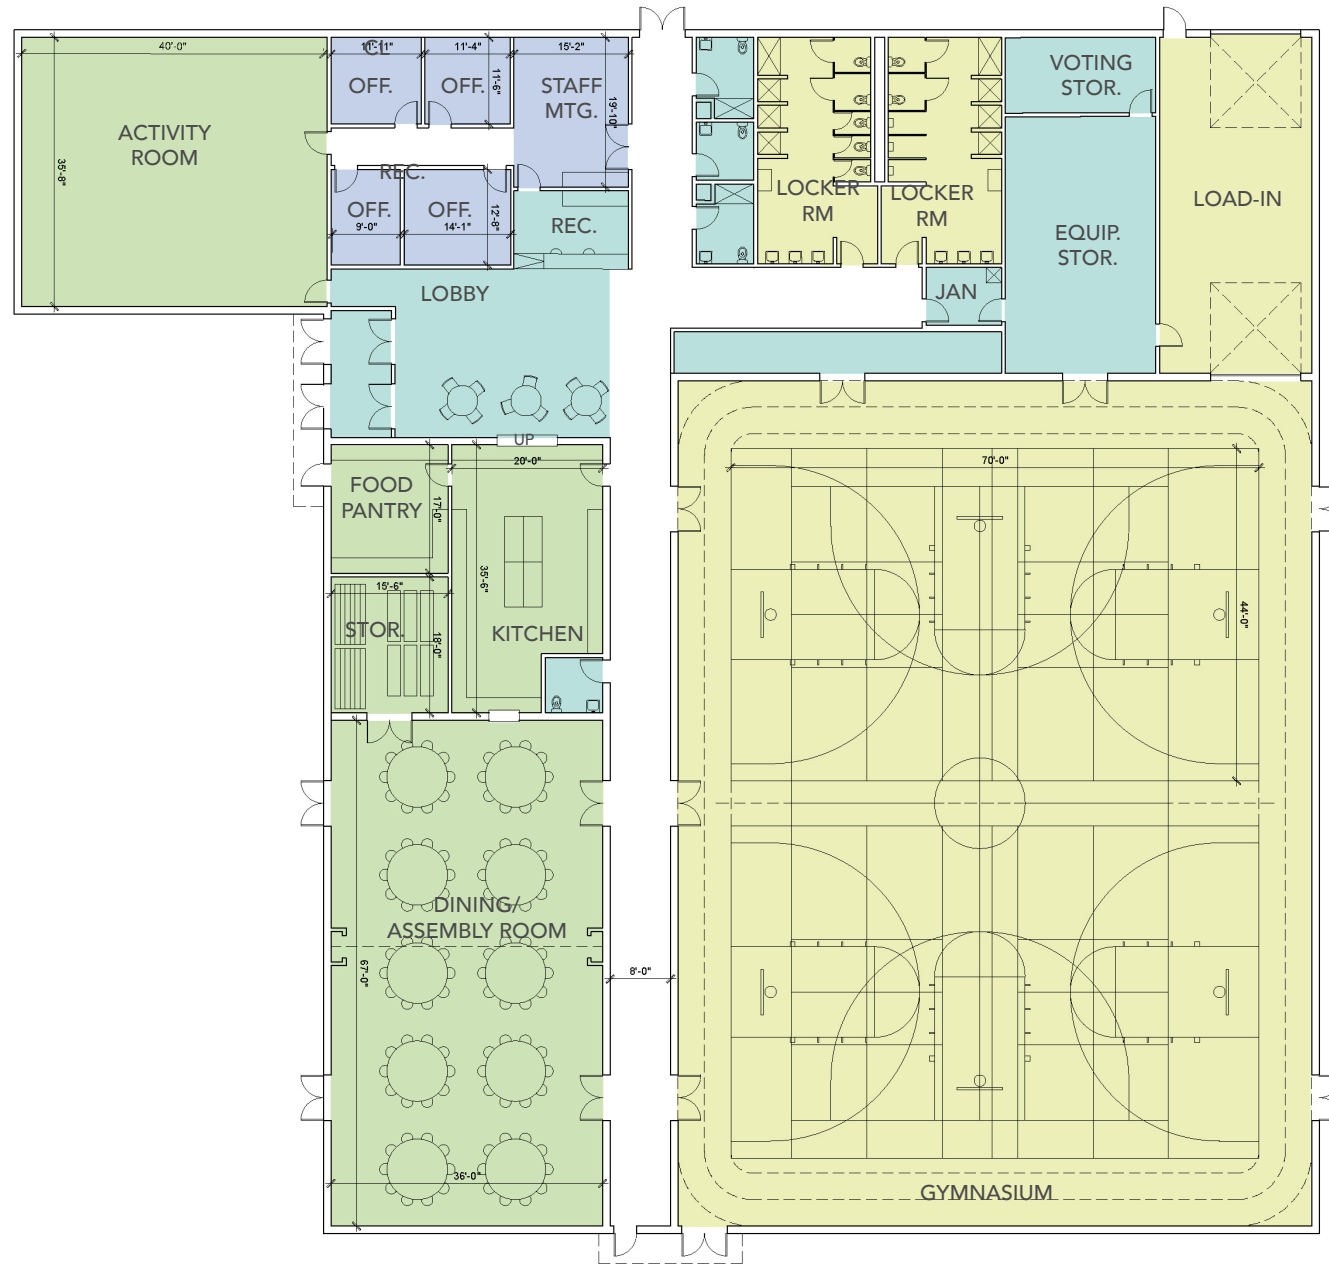 40'-0"
CL
11'-11"
11'-4"
15'-2"
OFF.
OFF.
11'-6"
STAFF
MTG.
19'-10"
VOTING
STOR.
ACTIVITY
ROOM
35'-8"
REC.
OFF.
9'-0"
OFF.
14'-1"
12'-8"
REC.
LOCKER
RM
LOCKER
RM
EQUIP.
STOR.
LOAD-IN
LOBBY
JAN
UP
20'-0"
70'-0"
FOOD
PANTRY
17'-0"
35'-6"
15'-6"
STOR.
18'-0"
KITCHEN
44'-0"
DINING/
ASSEMBLY ROOM
67'-0"
8'-0"
36'-0"
GYMNASIUM